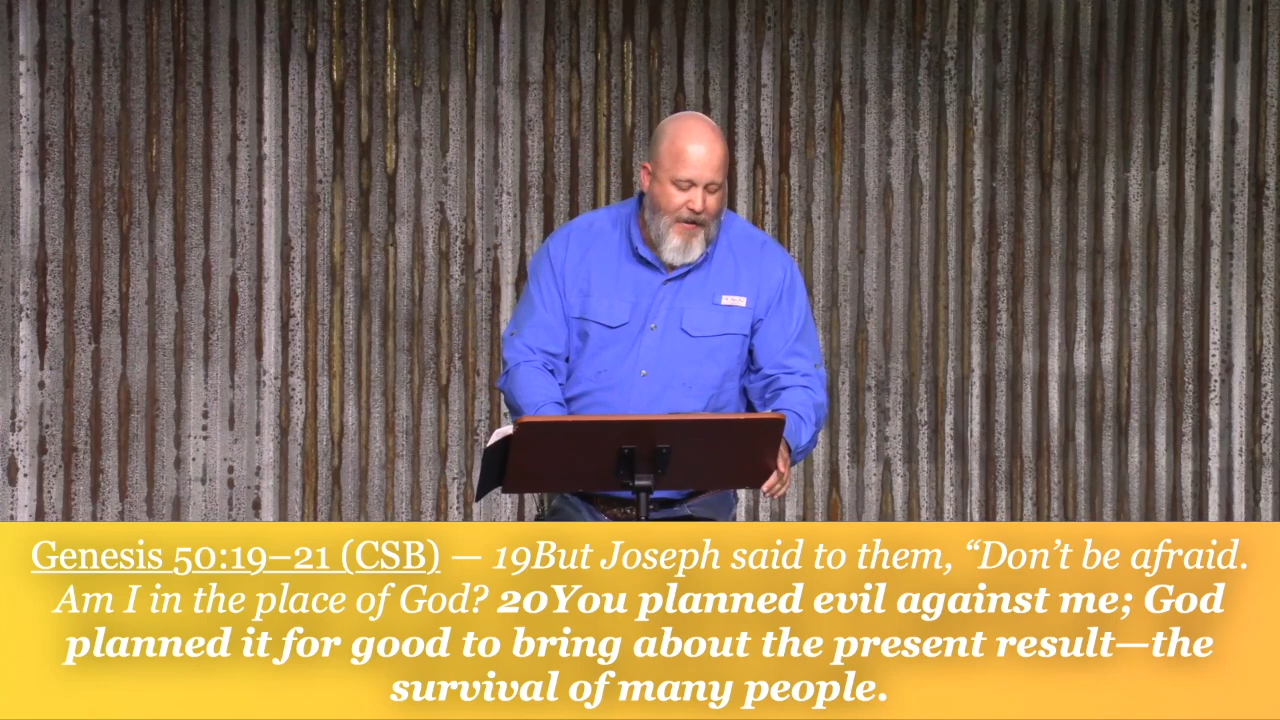 Genesis 50:19–21 (CSB) — 19But Joseph said to them, “Don’t be afraid.
Am I in the place of God? 20You planned evil against me; God
planned it for good to bring about the present result—the
survival of many people.